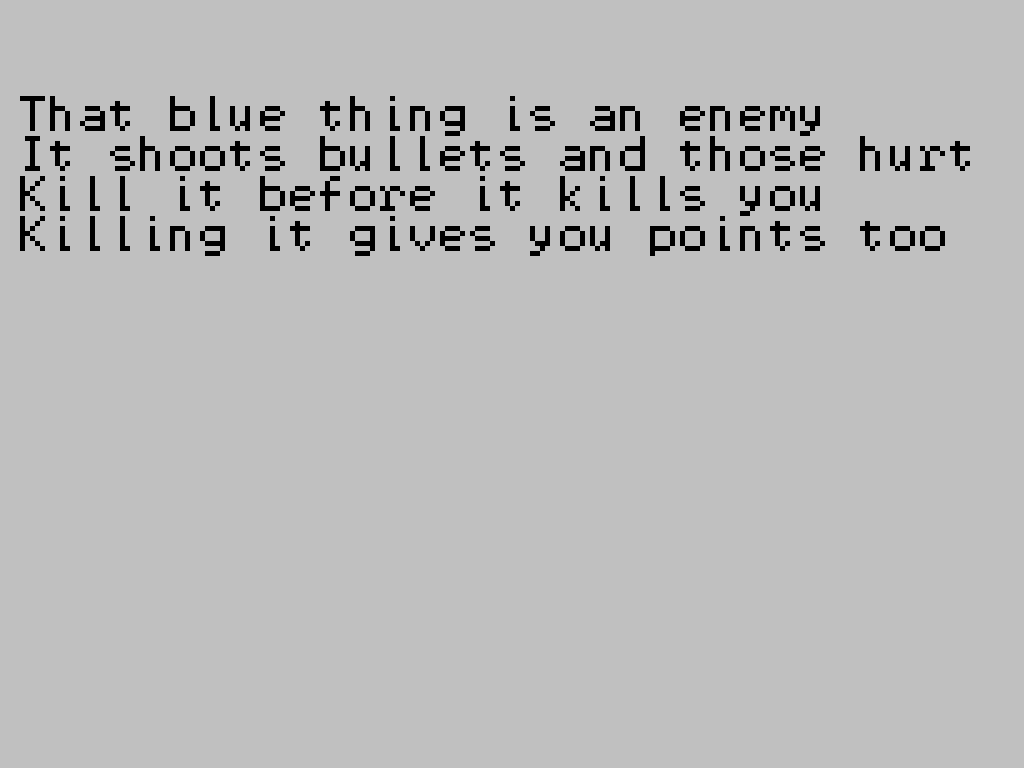 That blue thing is an enemy
It shoots bullets and those hurt
Kill it before it kills you
Killing it gives you points too